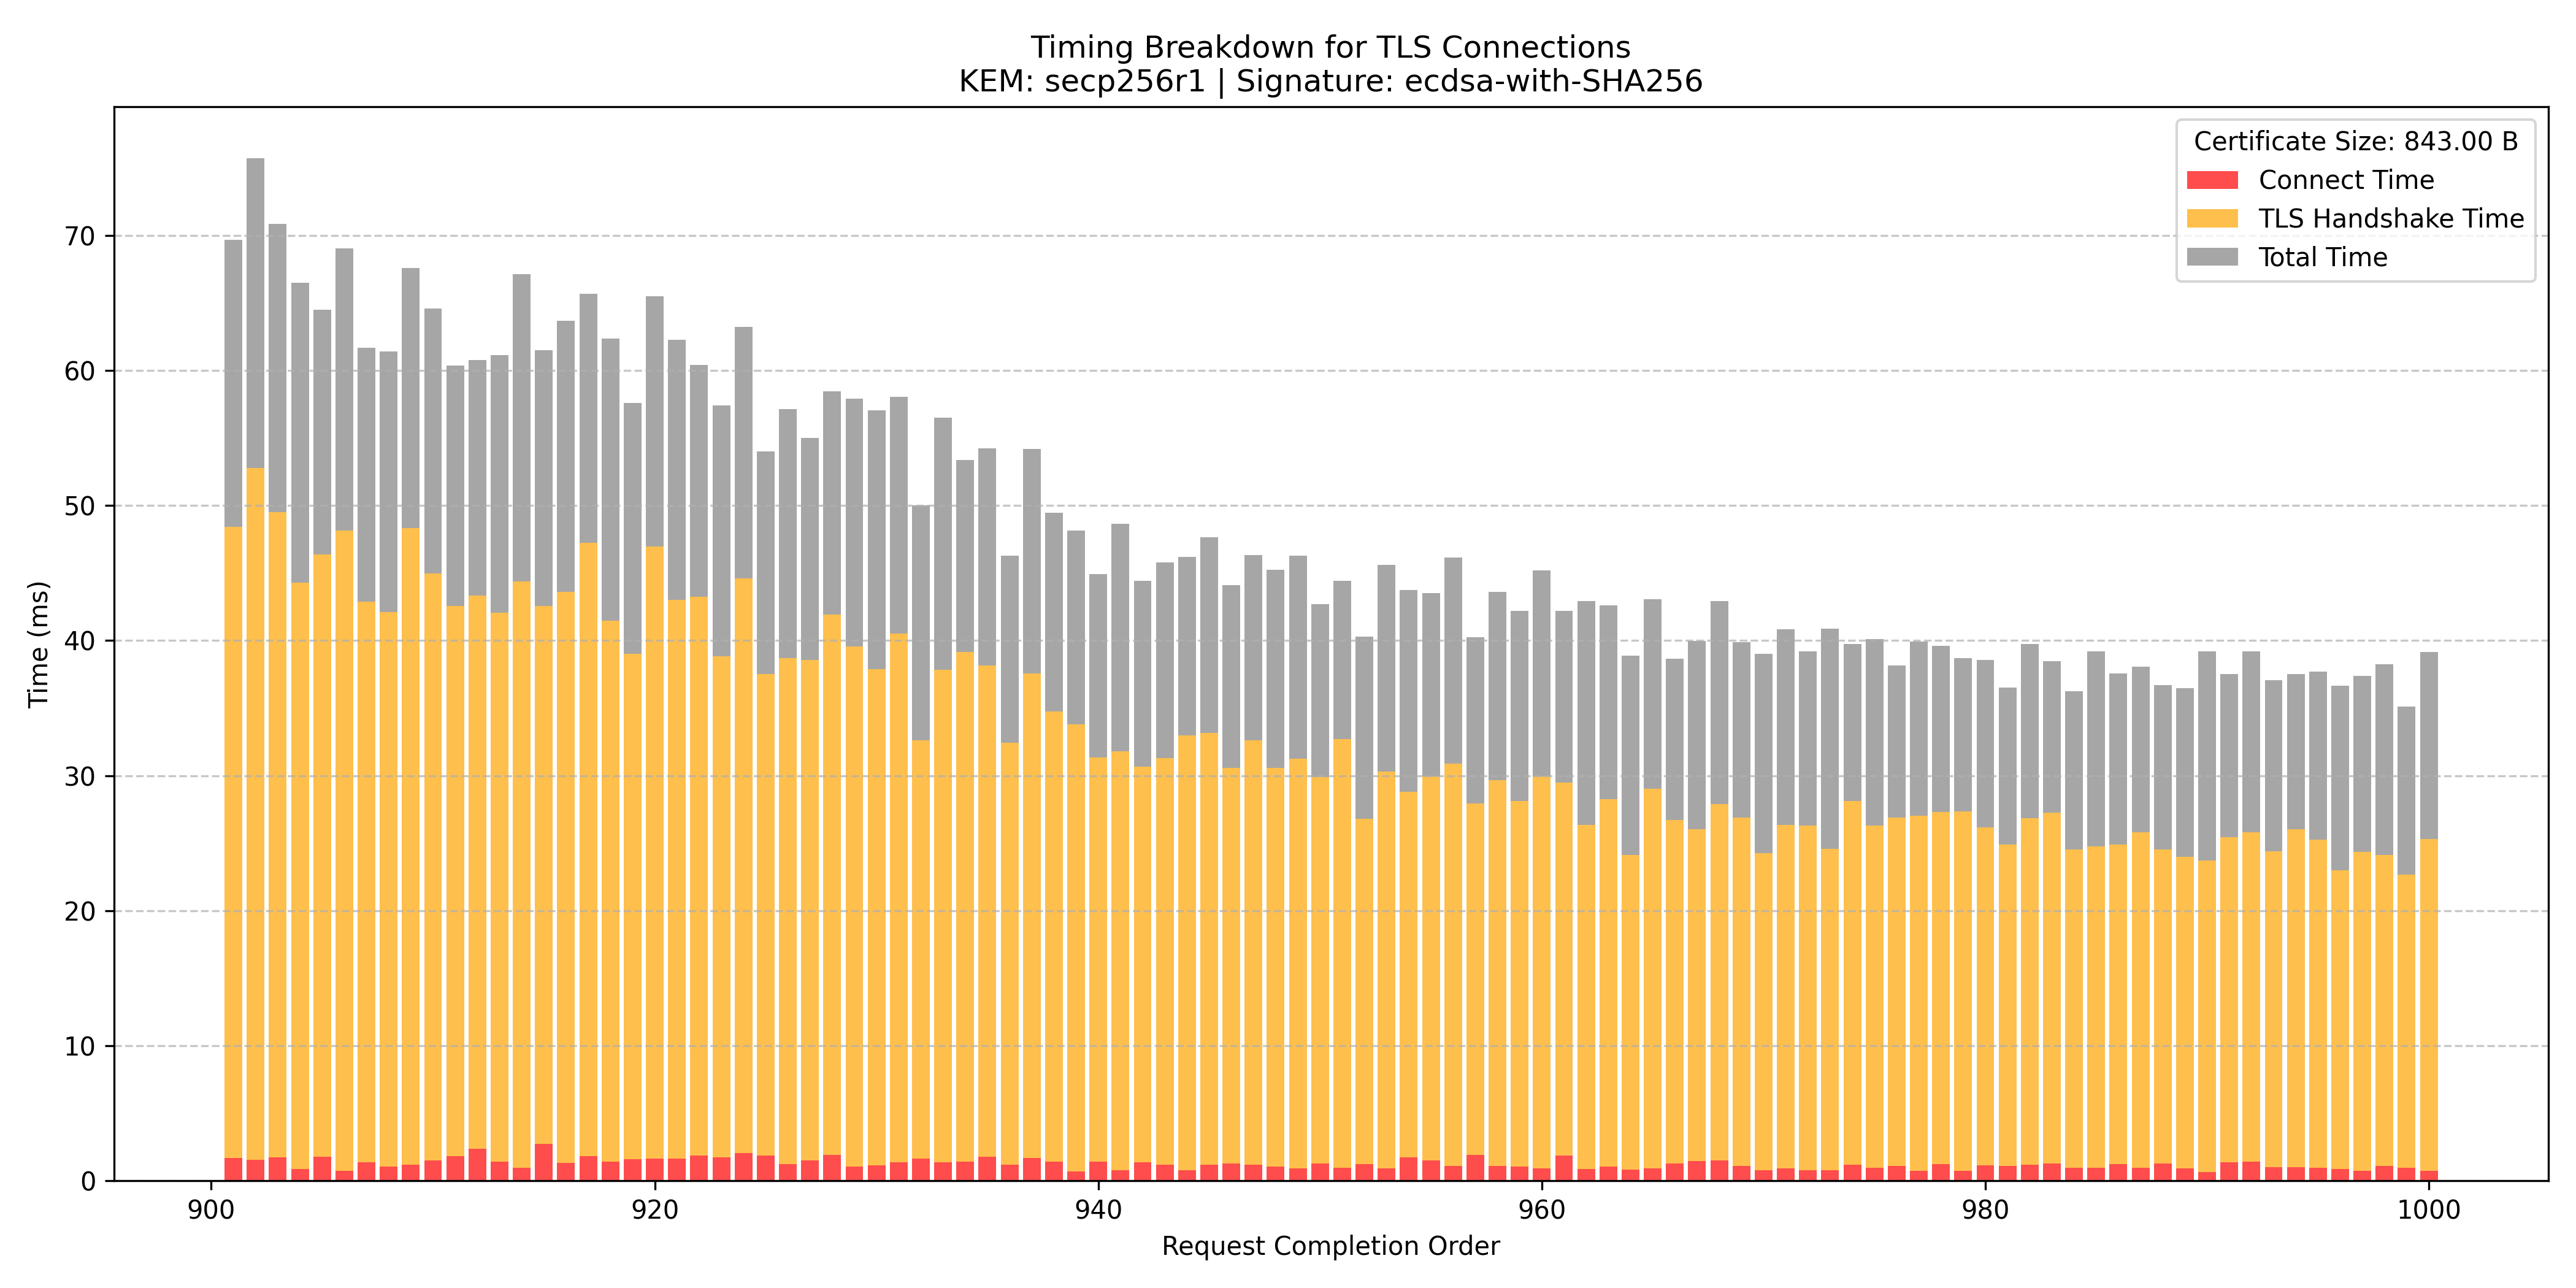 Timing Breakdown for TLS Connections
KEM: secp256r1 | Signature: ecdsa-with-SHA256
Certificate Size: 843.00 B
Connect Time
TLS Handshake Time
Total Time
Time (ms)
70
60
50
40
30
20
10
0
900 920 940 960 980 1000
Request Completion Order